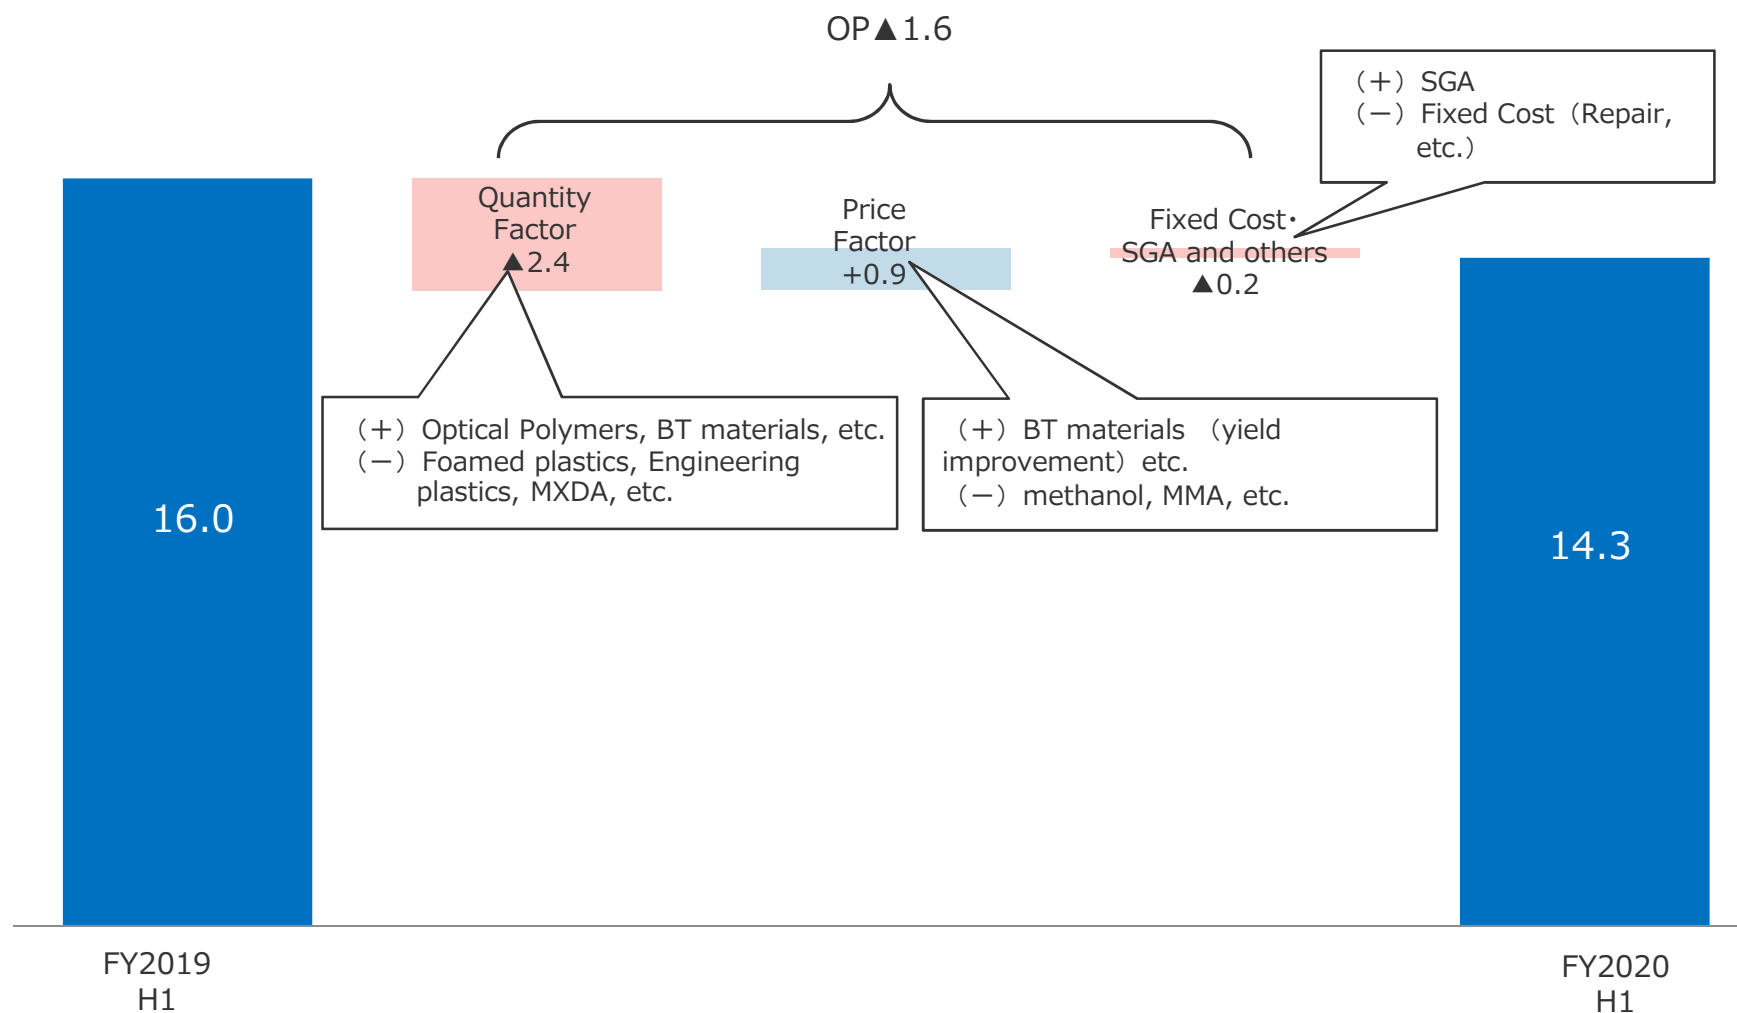 OP▲1.6
（＋）SGA
（－）Fixed Cost（Repair,
etc.）
Quantity
Factor
▲2.4
Price
Factor
+0.9
Fixed Cost･
SGA and others
▲0.2
（＋）Optical Polymers, BT materials, etc.
（－）Foamed plastics, Engineering
plastics, MXDA, etc.
（＋）BT materials （yield
improvement）etc.
（－）methanol, MMA, etc.
16.0
14.3
FY2019
H1
FY2020
H1